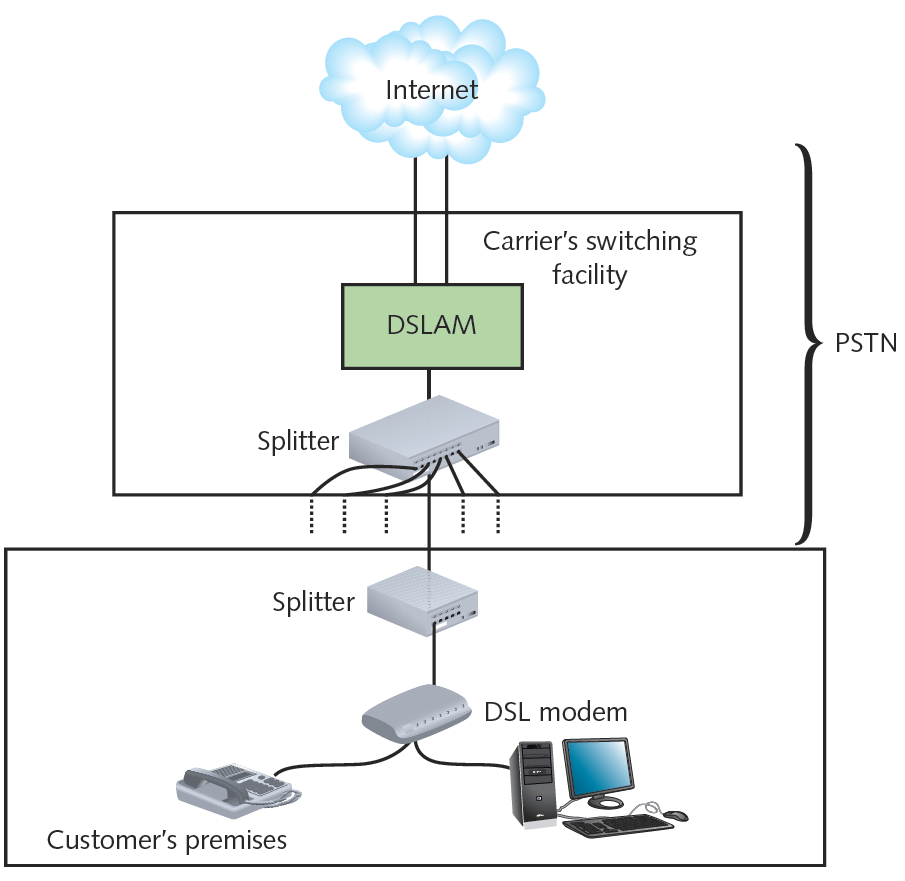 Internet
Carrier's switching
facility
DSLAM
PSTN
Splitter
Splitter
DSL modem
Customer's premises